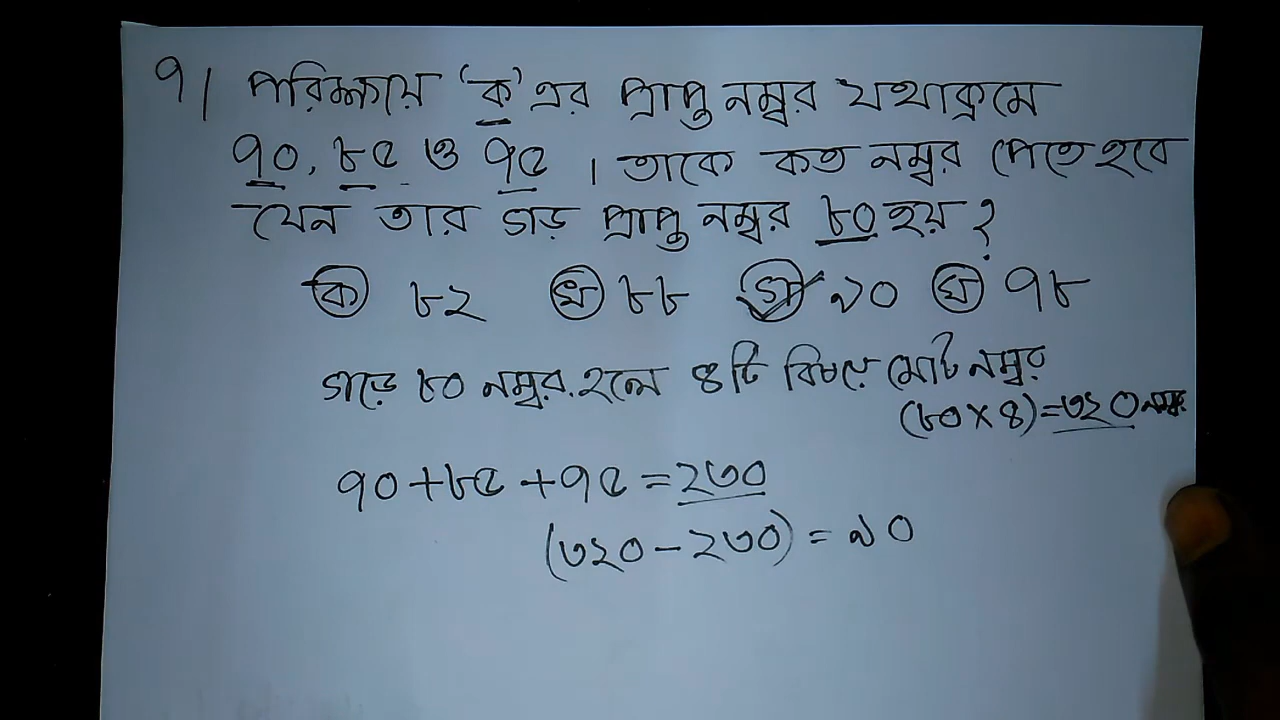 ৭। পরিক্ষায় 'ক' এর প্রাপ্ত নম্বর যথাক্রমে
৭০, ৮৫ ও ৭৫ । তাকে কত নম্বর পেতে হবে
যেন তার গড় প্রাপ্ত নম্বর ৮০ হয় ?
ক ৮২ খ ৮৮ গ ৯০ ঘ ৭৮
গড়ে ৮০ নম্বর হলে ৪টি বিষয়ে মোট নম্বর
(৮০×৪)=৩২০ নম্বর
৭০+৮৫+৭৫=২৩০
(৩২০-২৩০)=৯০